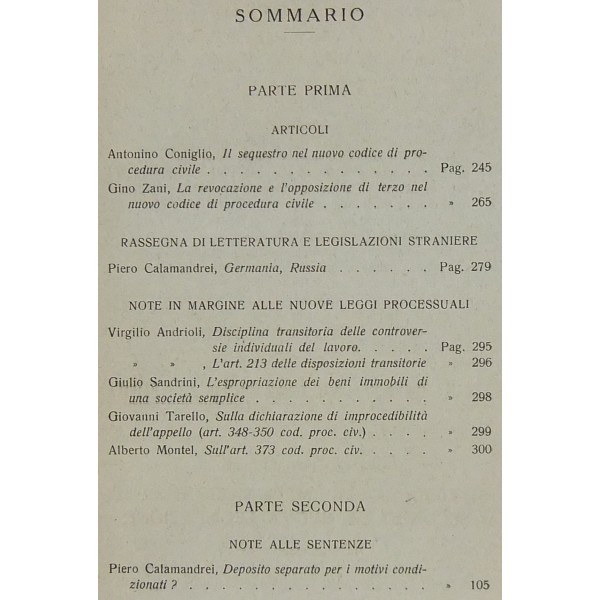 SOMMARIO
PARTE PRIMA
ARTICOLI
Antonino Coniglio, Il sequestro nel nuovo codice di pro-
cedura civile . . . . . . . . . . . . . . Pag. 245
Gino Zani, La revocazione e l'opposizione di terzo nel
nuovo codice di procedura civile . . . . . . . » 265
RASSEGNA DI LETTERATURA E LEGISLAZIONI STRANIERE
Piero Calamandrei, Germania, Russia . . . . . . Pag. 279
NOTE IN MARGINE ALLE NUOVE LEGGI PROCESSUALI
Virgilio Andrioli, Disciplina transitoria delle controver-
sie individuali del lavoro. . . . . Pag. 295
» » , L'art. 213 delle disposizioni transitorie » 296
Giulio Sandrini, L'espropriazione dei beni immobili di
una società semplice . . . . . . . . . . » 298
Giovanni Tarello, Sulla dichiarazione di improcedibilità
dell'appello (art. 348-350 cod. proc. civ.) . . . . » 299
Alberto Montel, Sull'art. 373 cod. proc. civ. . . . . » 300
PARTE SECONDA
NOTE ALLE SENTENZE
Piero Calamandrei, Deposito separato per i motivi condi-
zionati ? . . . . . . . . . . . . . . . » 105